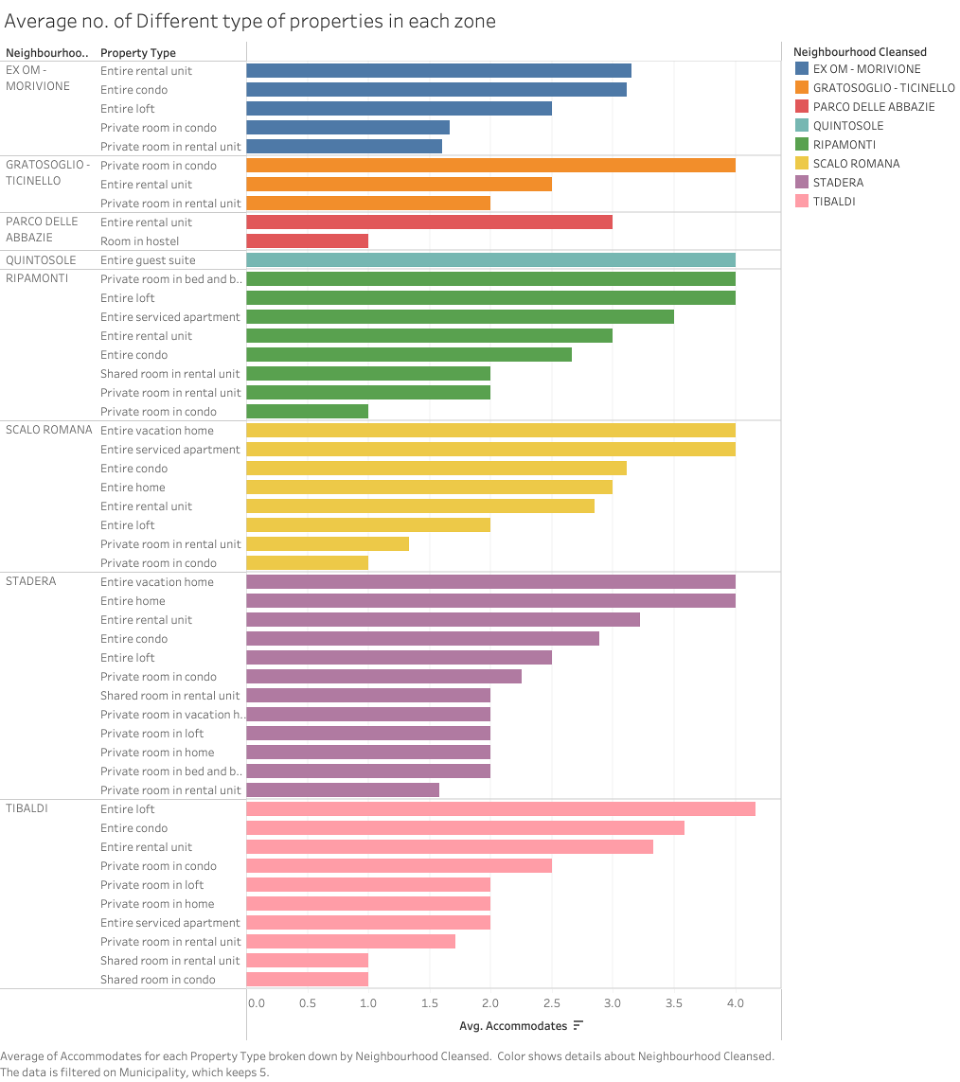 Average no. of Different type of properties in each zone
Neighbourhoo.. Property Type
EX OM - MORIVIONE
Entire rental unit
Entire condo
Entire loft
Private room in condo
Private room in rental unit
GRATOSOGLIO - TICINELLO
Private room in condo
Entire rental unit
Private room in rental unit
PARCO DELLE ABBAZIE
Entire rental unit
Room in hostel
QUINTOSOLE
Entire guest suite
RIPAMONTI
Private room in bed and b..
Entire loft
Entire serviced apartment
Entire rental unit
Entire condo
Shared room in rental unit
Private room in rental unit
Private room in condo
SCALO ROMANA
Entire vacation home
Entire serviced apartment
Entire condo
Entire home
Entire rental unit
Entire loft
Private room in rental unit
Private room in condo
STADERA
Entire vacation home
Entire home
Entire rental unit
Entire condo
Entire loft
Private room in condo
Shared room in rental unit
Private room in vacation h..
Private room in loft
Private room in home
Private room in bed and b..
Private room in rental unit
TIBALDI
Entire loft
Entire condo
Entire rental unit
Private room in condo
Private room in loft
Private room in home
Entire serviced apartment
Private room in rental unit
Shared room in rental unit
Shared room in condo
0.0 0.5 1.0 1.5 2.0 2.5 3.0 3.5 4.0
Avg. Accommodates
Neighbourhood Cleansed
EX OM - MORIVIONE
GRATOSOGLIO - TICINELLO
PARCO DELLE ABBAZIE
QUINTOSOLE
RIPAMONTI
SCALO ROMANA
STADERA
TIBALDI
Average of Accommodates for each Property Type broken down by Neighbourhood Cleansed.  Color shows details about Neighbourhood Cleansed.
The data is filtered on Municipality, which keeps 5.